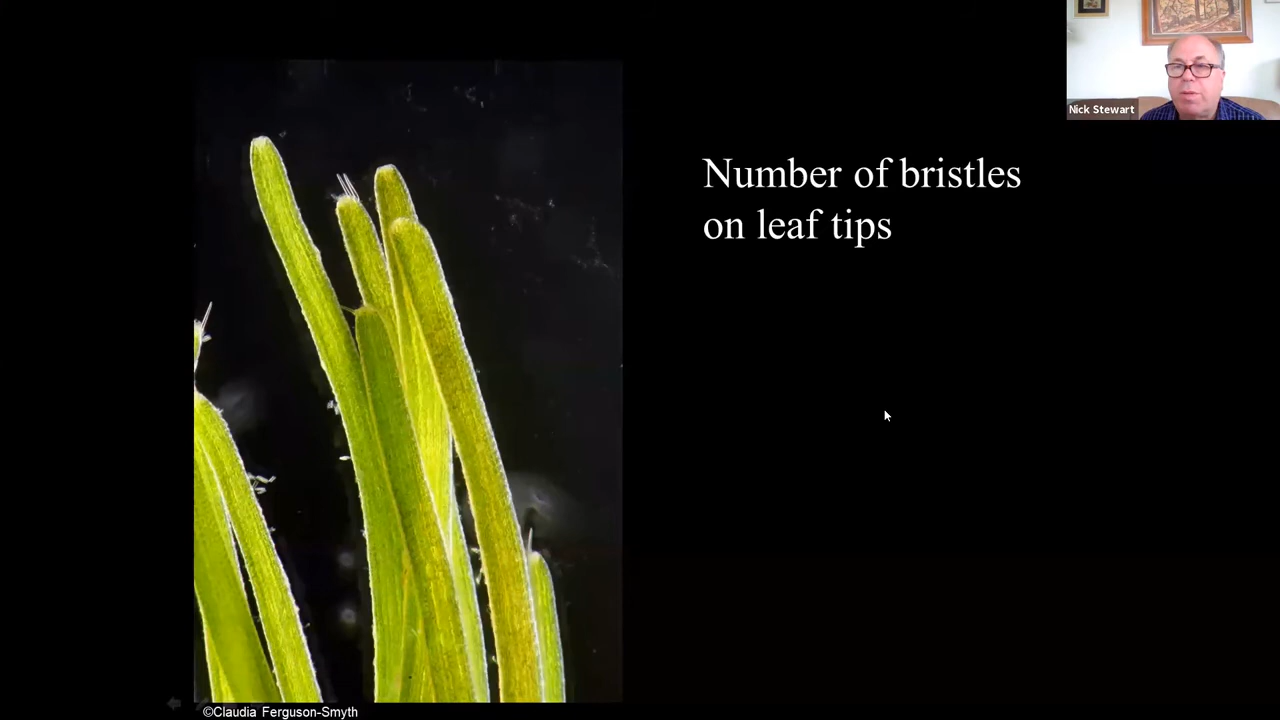 Nick Stewart
Number of bristles
on leaf tips
©Claudia Ferguson-Smyth